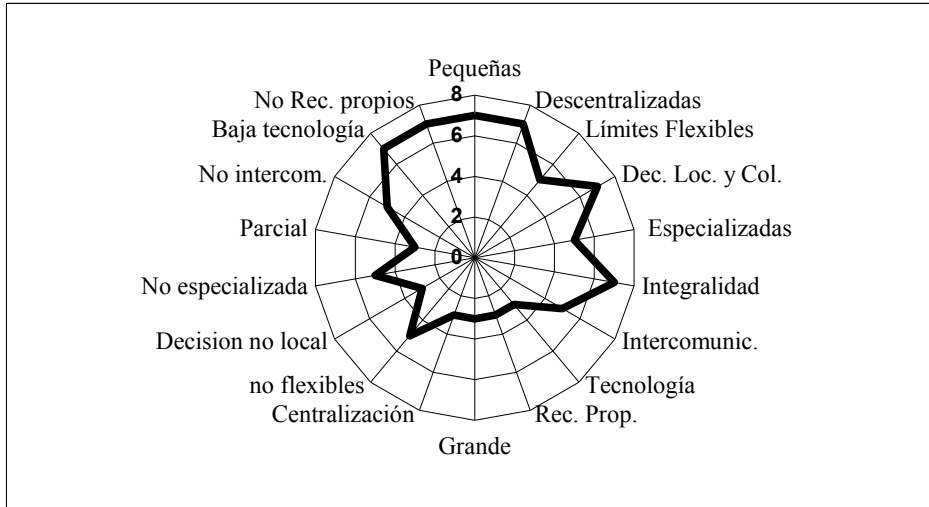 Pequeñas
8
No Rec. propios
Descentralizadas
Baja tecnología
6
Límites Flexibles
No intercom.
4
Dec. Loc. y Col.
Parcial
2
Especializadas
0
No especializada
Integralidad
Decision no local
Intercomunic.
no flexibles
Tecnología
Centralización
Rec. Prop.
Grande